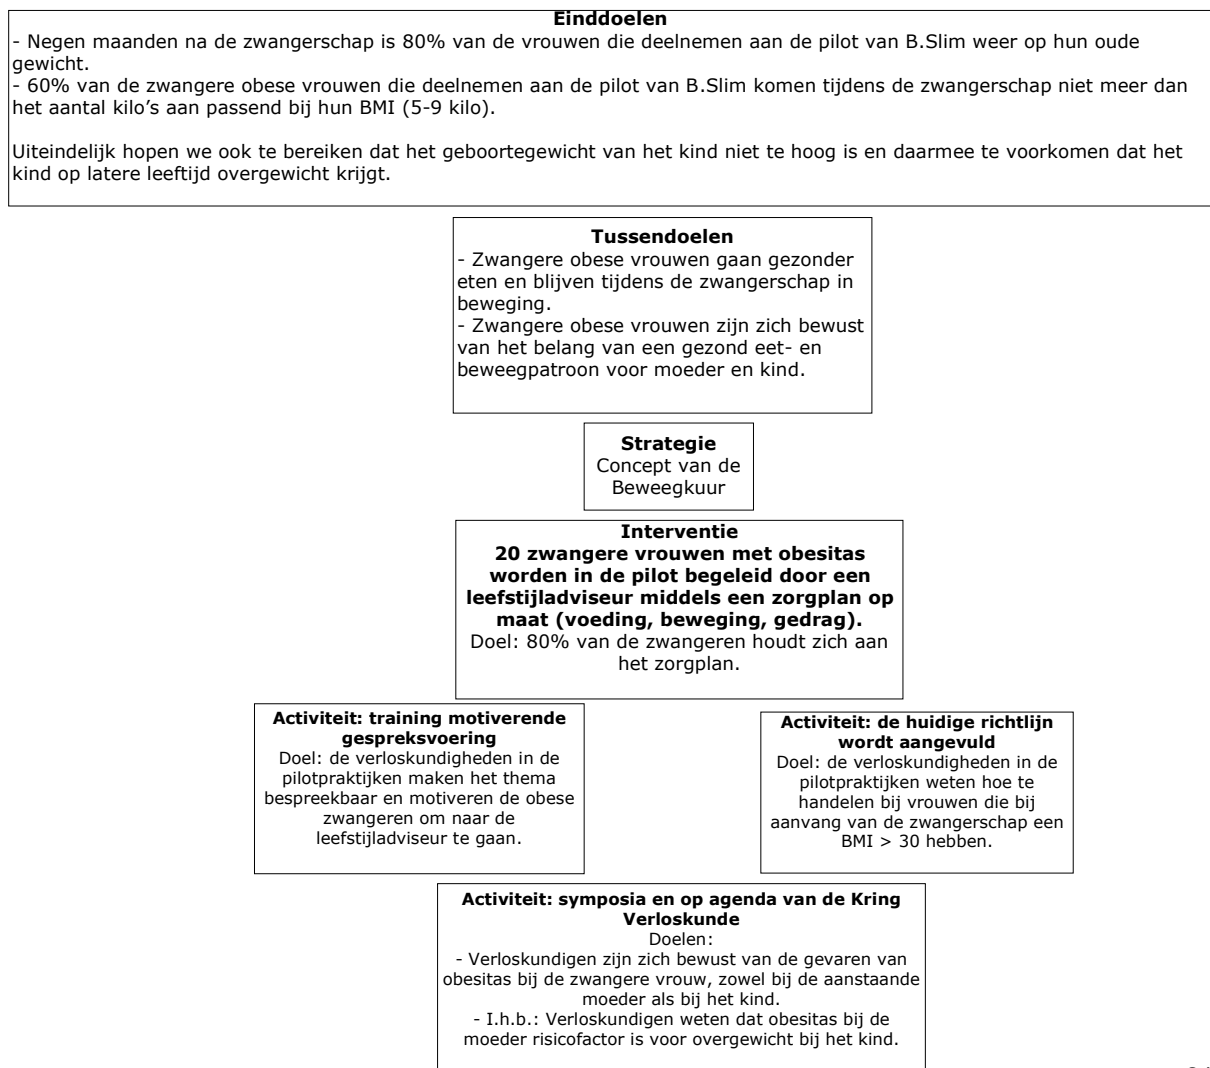 Einddoelen
- Negen maanden na de zwangerschap is 80% van de vrouwen die deelnemen aan de pilot van B.Slim weer op hun oude
gewicht.
- 60% van de zwangere obese vrouwen die deelnemen aan de pilot van B.Slim komen tijdens de zwangerschap niet meer dan
het aantal kilo's aan passend bij hun BMI (5-9 kilo).
Uiteindelijk hopen we ook te bereiken dat het geboortegewicht van het kind niet te hoog is en daarmee te voorkomen dat het
kind op latere leeftijd overgewicht krijgt.
Tussendoelen
- Zwangere obese vrouwen gaan gezonder
eten en blijven tijdens de zwangerschap in
beweging.
- Zwangere obese vrouwen zijn zich bewust
van het belang van een gezond eet- en
beweegpatroon voor moeder en kind.
Strategie
Concept van de
Beweegkuur
Interventie
20 zwangere vrouwen met obesitas
worden in de pilot begeleid door een
leefstijladviseur middels een zorgplan op
maat (voeding, beweging, gedrag).
Doel: 80% van de zwangeren houdt zich aan
het zorgplan.
Activiteit: training motiverende
gespreksvoering
Doel: de verloskundigheden in de
pilotpraktijken maken het thema
bespreekbaar en motiveren de obese
zwangeren om naar de
leefstijladviseur te gaan.
Activiteit: de huidige richtlijn
wordt aangevuld
Doel: de verloskundigheden in de
pilotpraktijken weten hoe te
handelen bij vrouwen die bij
aanvang van de zwangerschap een
BMI > 30 hebben.
Activiteit: symposia en op agenda van de Kring
Verloskunde
Doelen:
- Verloskundigen zijn zich bewust van de gevaren van
obesitas bij de zwangere vrouw, zowel bij de aanstaande
moeder als bij het kind.
- I.h.b.: Verloskundigen weten dat obesitas bij de
moeder risicofactor is voor overgewicht bij het kind.